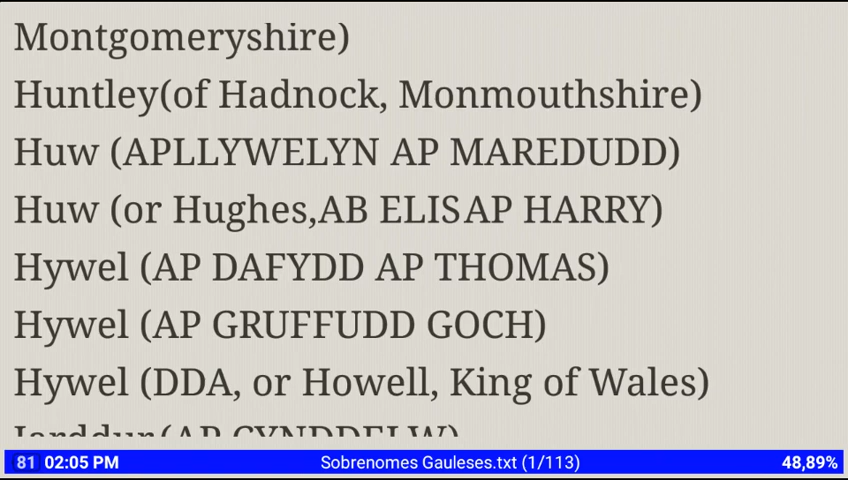 Montgomeryshire)
Huntley(of Hadnock, Monmouthshire)
Huw (APLLYWELYN AP MAREDUDD)
Huw (or Hughes,AB ELISAP HARRY)
Hywel (AP DAFYDD AP THOMAS)
Hywel (AP GRUFFUDD GOCH)
Hywel (DDA, or Howell, King of Wales)
81 02:05 PM Sobrenomes Gauleses.txt (1/113) 48,89%